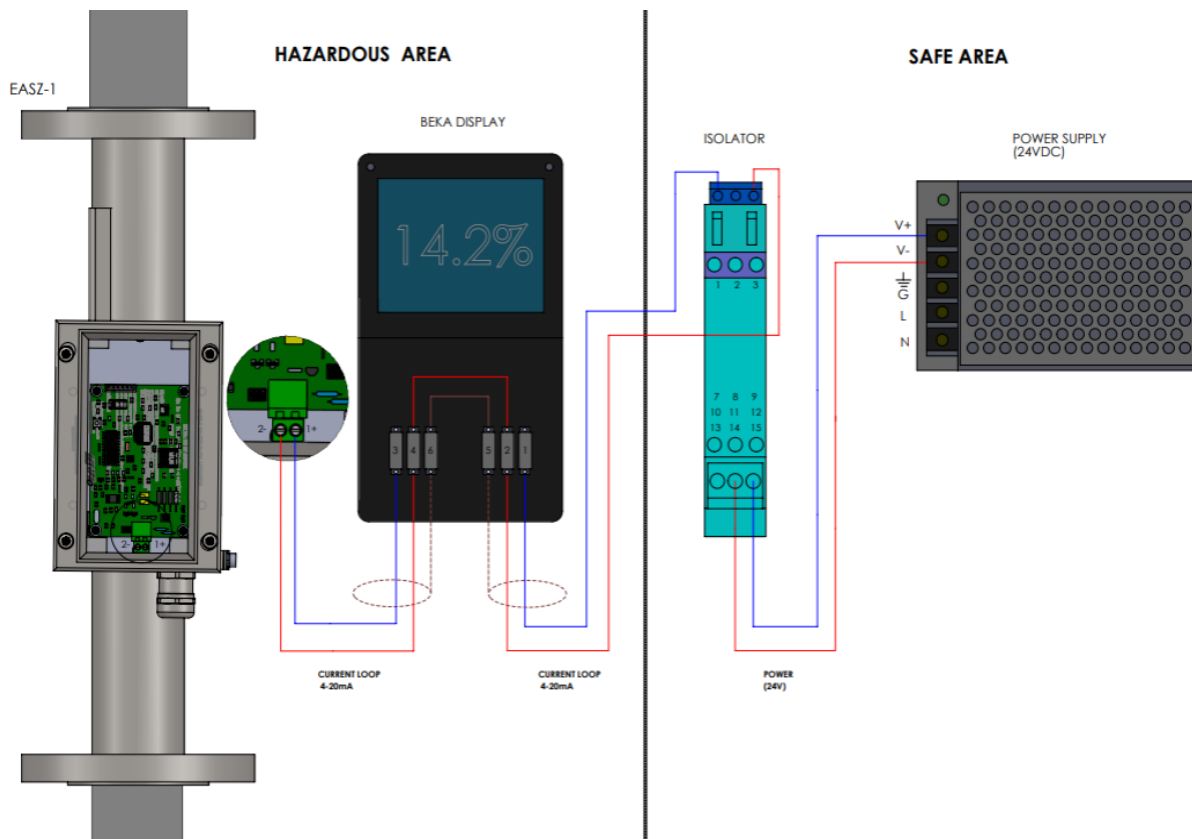 HAZARDOUS AREA
SAFE AREA
EASZ-1
BEKA DISPLAY
ISOLATOR
POWER SUPPLY
(24VDC)
14.2%
V+
V-
G
L
N
1 2 3
2- 1+
3 4 6 5 2 1
7 8 9
10 11 12
13 14 15
2- 1+
CURRENT LOOP
4-20mA
CURRENT LOOP
4-20mA
POWER
(24V)